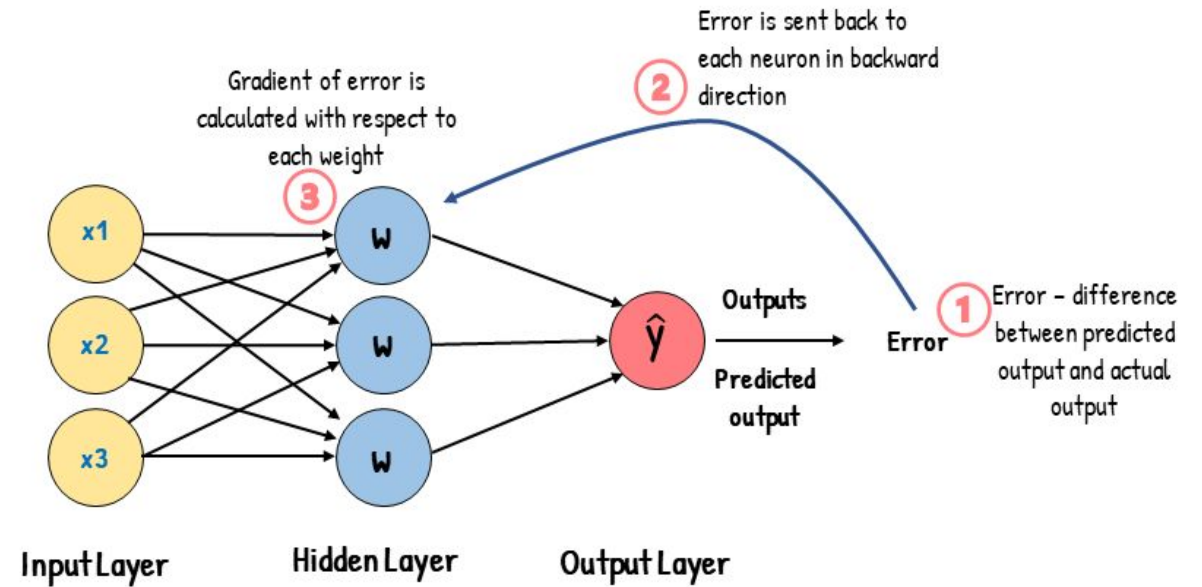 Error is sent back to
each neuron in backward
direction
2
Gradient of error is
calculated with respect to
each weight
3
x1
w
x2
w
x3
w
ŷ
Outputs
Predicted
output
Error
1
Error - difference
between predicted
output and actual
output
Input Layer
Hidden Layer
Output Layer